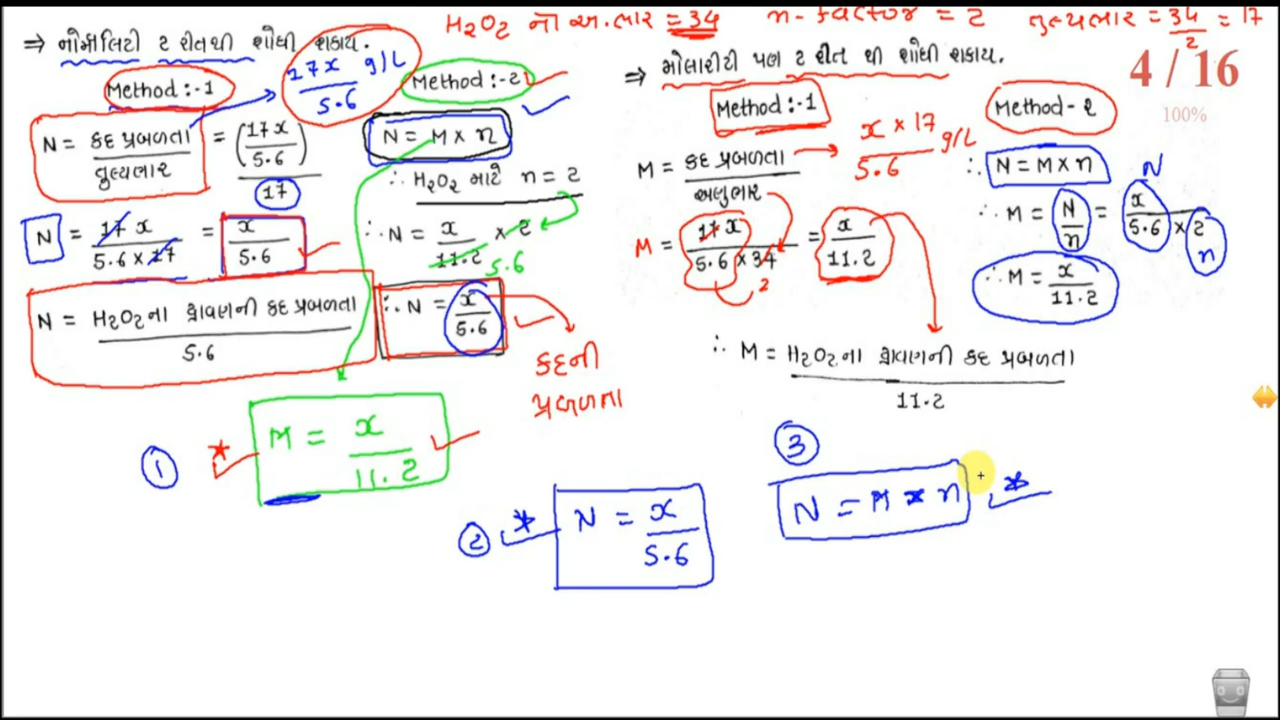 H₂O₂ નો અ.ભાર = 34   n-factor = 2   તુલ્યભાર = 34/2 = 17
⇒ નોર્માલિટી ૨ રીતથી શોધી શકાય.
17x/5.6 g/L
Method :- 1
Method :- 2
N = કદ પ્રબળતા/તુલ્યભાર = (17x/5.6)/17
N = 17 x/5.6 × 17 = x/5.6
N = H₂O₂ના દ્રાવણની કદ પ્રબળતા/5.6
N = M × n
∴ H₂O₂ માટે n = 2
∴ N = x/11.2 × 2
5.6
∴ N = x/5.6
કદની
પ્રબળતા
⇒ મોલારીટી પણ ૨ રીત થી શોધી શકાય.
4 / 16
100%
Method :- 1
Method - 2
M = કદ પ્રબળતા/અણુભાર
x × 17/5.6 g/L
M = 17 x/5.6 × 34 = x/11.2
2
∴ N = M × n
N
∴ M = N/n = x/5.6 × 2
n
∴ M = x/11.2
∴ M = H₂O₂ના દ્રાવણની કદ પ્રબળતા/11.2
① * M = x/11.2
② * N = x/5.6
③ N = M × n *